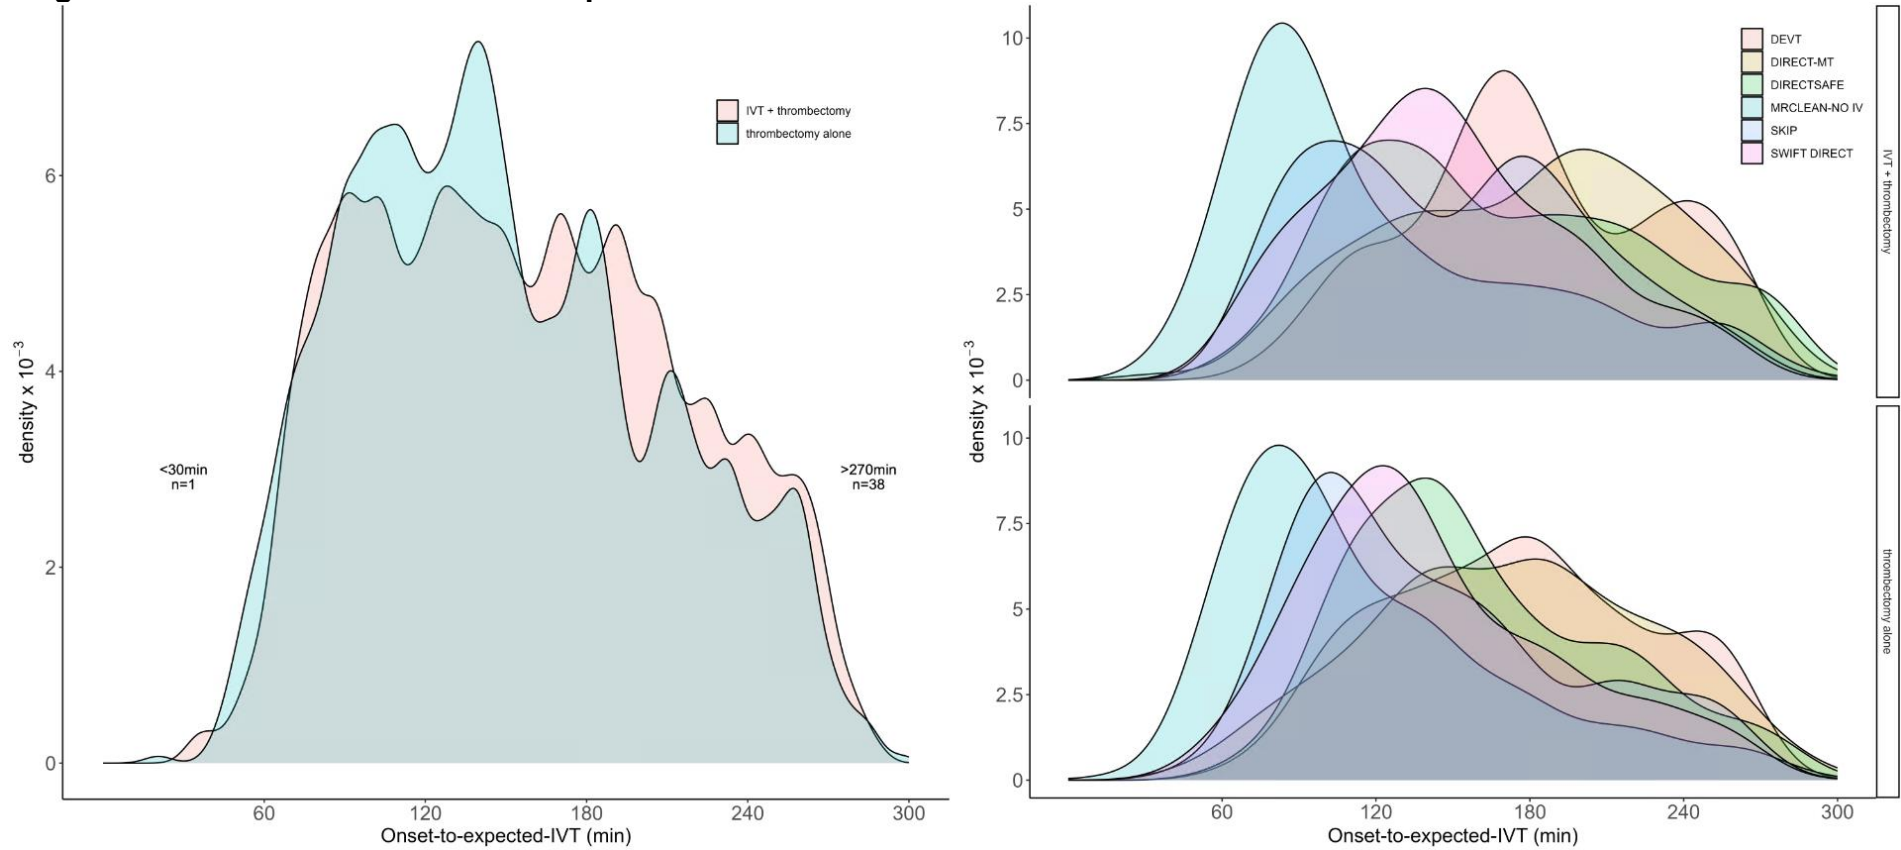 density x 10⁻³
6
4
2
0
60
120
180
240
300
Onset-to-expected-IVT (min)
<30min
n=1
>270min
n=38
IVT + thrombectomy
thrombectomy alone
density x 10⁻³
10
7.5
5
2.5
0
DEVT
DIRECT-MT
DIRECTSAFE
MRCLEAN-NO IV
SKIP
SWIFT DIRECT
IVT + thrombectomy
10
7.5
5
2.5
0
thrombectomy alone
60
120
180
240
300
Onset-to-expected-IVT (min)